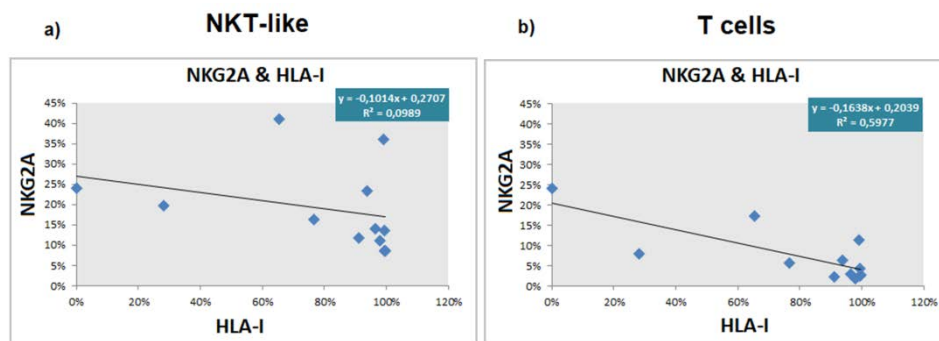 a)
NKT-like
NKG2A & HLA-I
y = -0,1014x + 0,2707
R² = 0,0989
45%
40%
35%
30%
25%
20%
15%
10%
5%
0%
NKG2A
0% 20% 40% 60% 80% 100% 120%
HLA-I
b)
T cells
NKG2A & HLA-I
y = -0,1638x + 0,2039
R² = 0,5977
45%
40%
35%
30%
25%
20%
15%
10%
5%
0%
NKG2A
0% 20% 40% 60% 80% 100% 120%
HLA-I